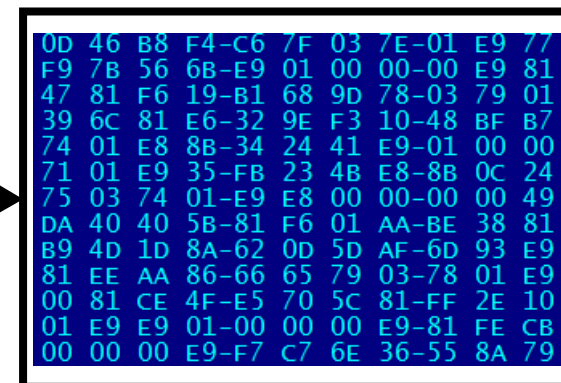 0D 46 B8 F4-C6 7F 03 7E-01 E9 77
F9 7B 56 6B-E9 01 00 00-00 E9 81
47 81 F6 19-B1 68 9D 78-03 79 01
39 6C 81 E6-32 9E F3 10-48 BF B7
74 01 E8 8B-34 24 41 E9-01 00 00
71 01 E9 35-FB 23 4B E8-8B 0C 24
75 03 74 01-E9 E8 00 00-00 00 49
DA 40 40 5B-81 F6 01 AA-BE 38 81
B9 4D 1D 8A-62 0D 5D AF-6D 93 E9
81 EE AA 86-66 65 79 03-78 01 E9
00 81 CE 4F-E5 70 5C 81-FF 2E 10
01 E9 E9 01-00 00 00 E9-81 FE CB
00 00 00 E9-F7 C7 6E 36-55 8A 79